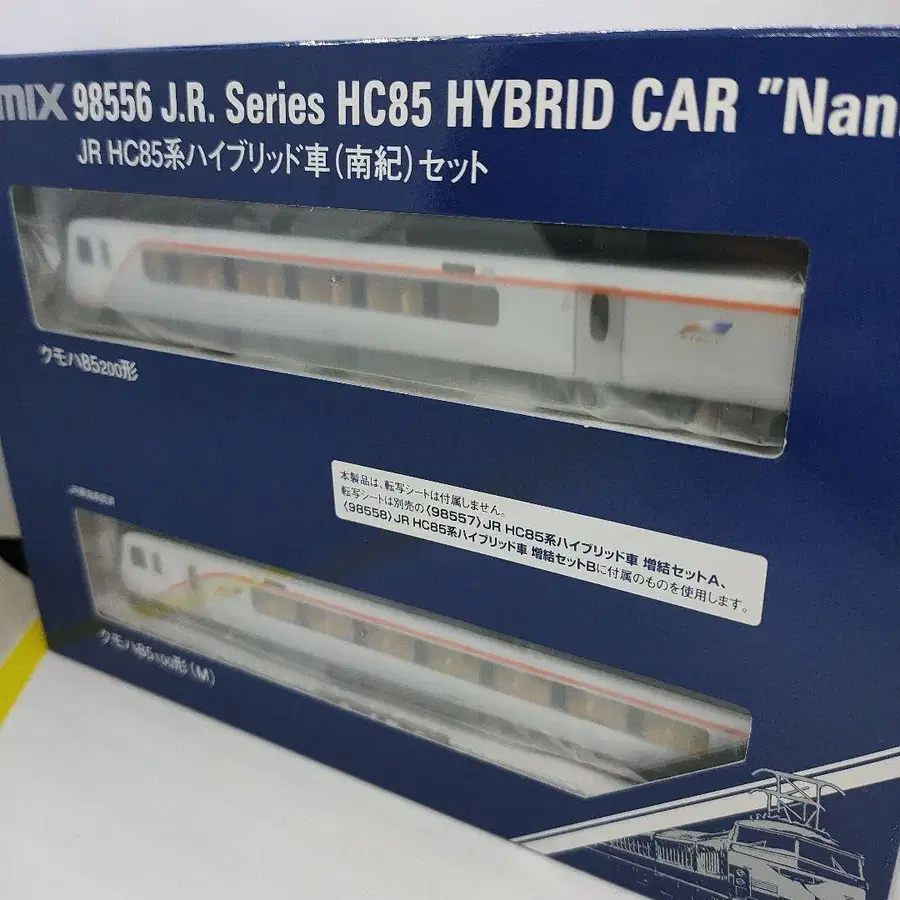 MIX 98556 J.R. Series HC85 HYBRID CAR "Nan
JR HC85系ハイブリッド車(南紀)セット
クモハ85200形
本製品は、転写シートは付属しません。
転写シートは別売の〈98557〉JR HC85系ハイブリッド車 増結セットA、
〈98558〉JR HC85系ハイブリッド車 増結セットBに付属のものを使用します。
クモハ85100形(M)